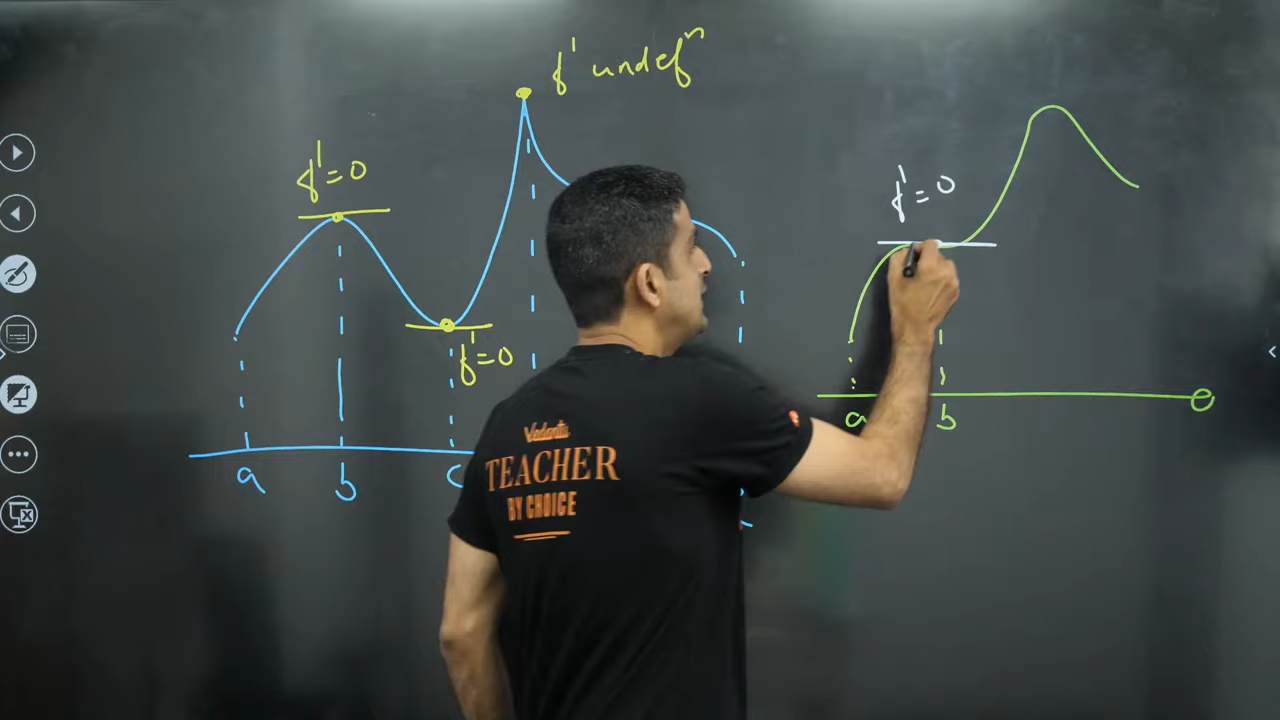 f' undefⁿ
f' = 0
f' = 0
f' = 0
a b c
a b
Vedantu
TEACHER
BY CHOICE